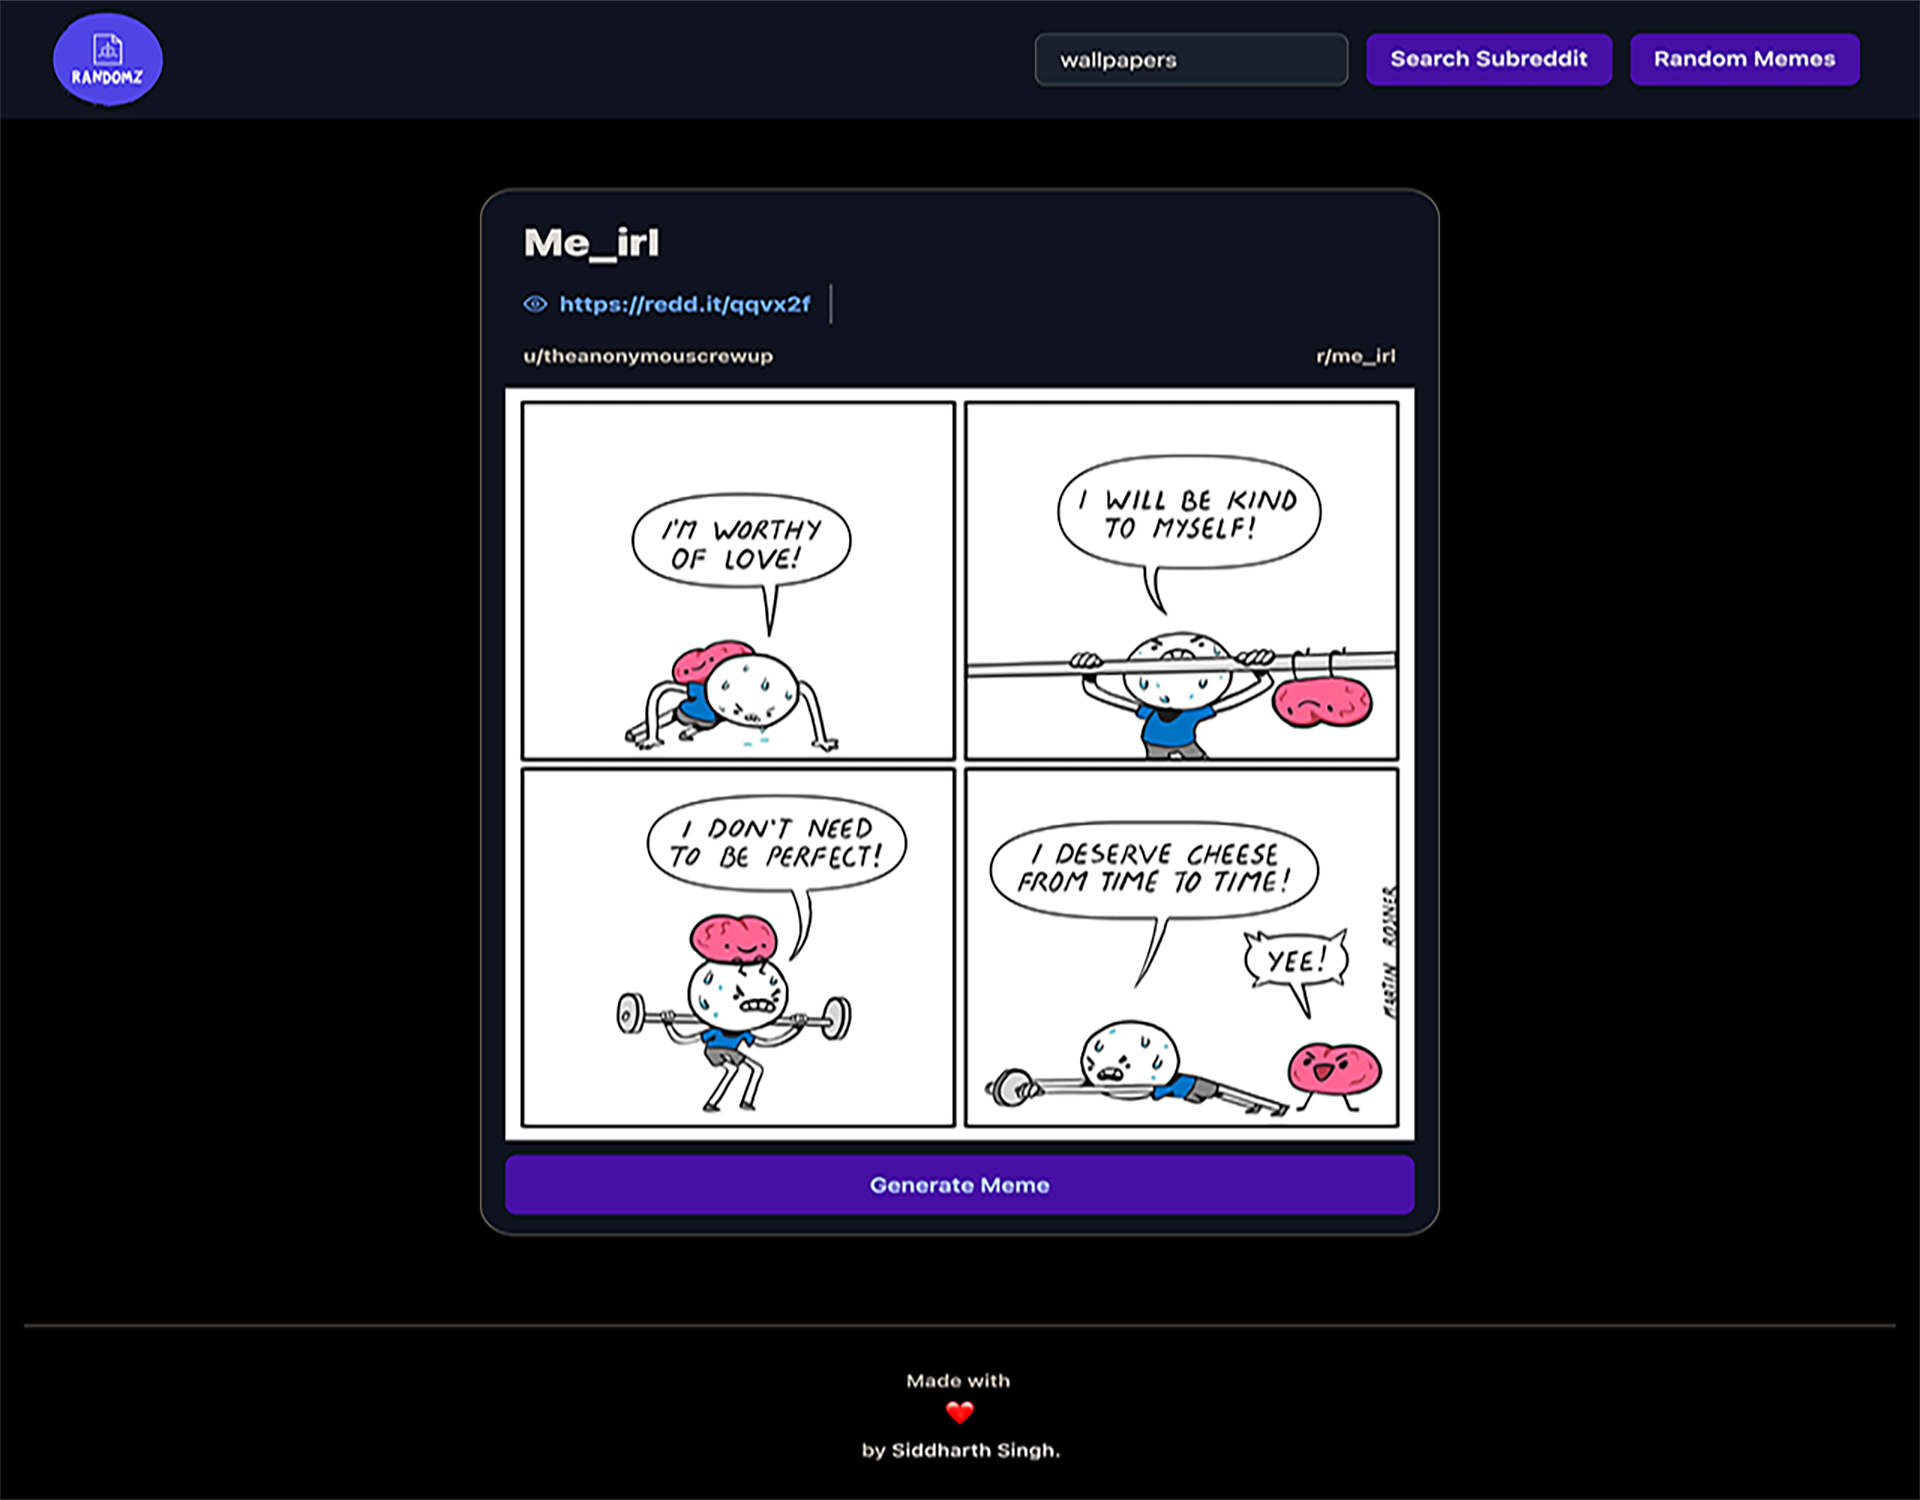 RANDOMZ
wallpapers
Search Subreddit
Random Memes
Me_irl
https://redd.it/qqvx2f
u/theanonymouscrewup
r/me_irl
I'M WORTHY
OF LOVE!
I WILL BE KIND
TO MYSELF!
I DON'T NEED
TO BE PERFECT!
I DESERVE CHEESE
FROM TIME TO TIME!
YEE!
MARTIN ROSNER
Generate Meme
Made with
❤️
by Siddharth Singh.